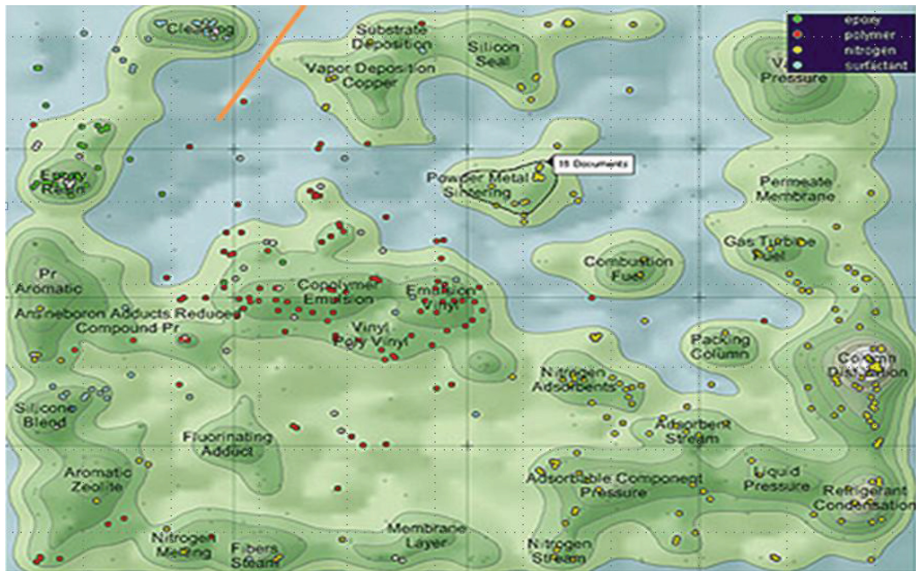 epoxy
polymer
nitrogen
surfactant
Cleaning
Substrate
Deposition
Silicon
Seal
Vapor Deposition
Copper
Pressure
15 Documents
Epoxy
Resin
Powder Metal
Sintering
Permeate
Membrane
Gas Turbine
Fuel
Combustion
Fuel
Pr
Aromatic
Copolymer
Emulsion
Emulsion
Vinyl
Amineboron Adducts Reduces
Compound Pr
Vinyl
Poly Vinyl
Packing
Column
Column
Distillation
Nitrogen
Adsorbents
Silicone
Blend
Fluorinating
Adduct
Adsorbent
Stream
Aromatic
Zeolite
Adsorbable Component
Pressure
Liquid
Pressure
Refrigerant
Condensation
Nitrogen
Melting
Fibers
Steam
Membrane
Layer
Nitrogen
Stream